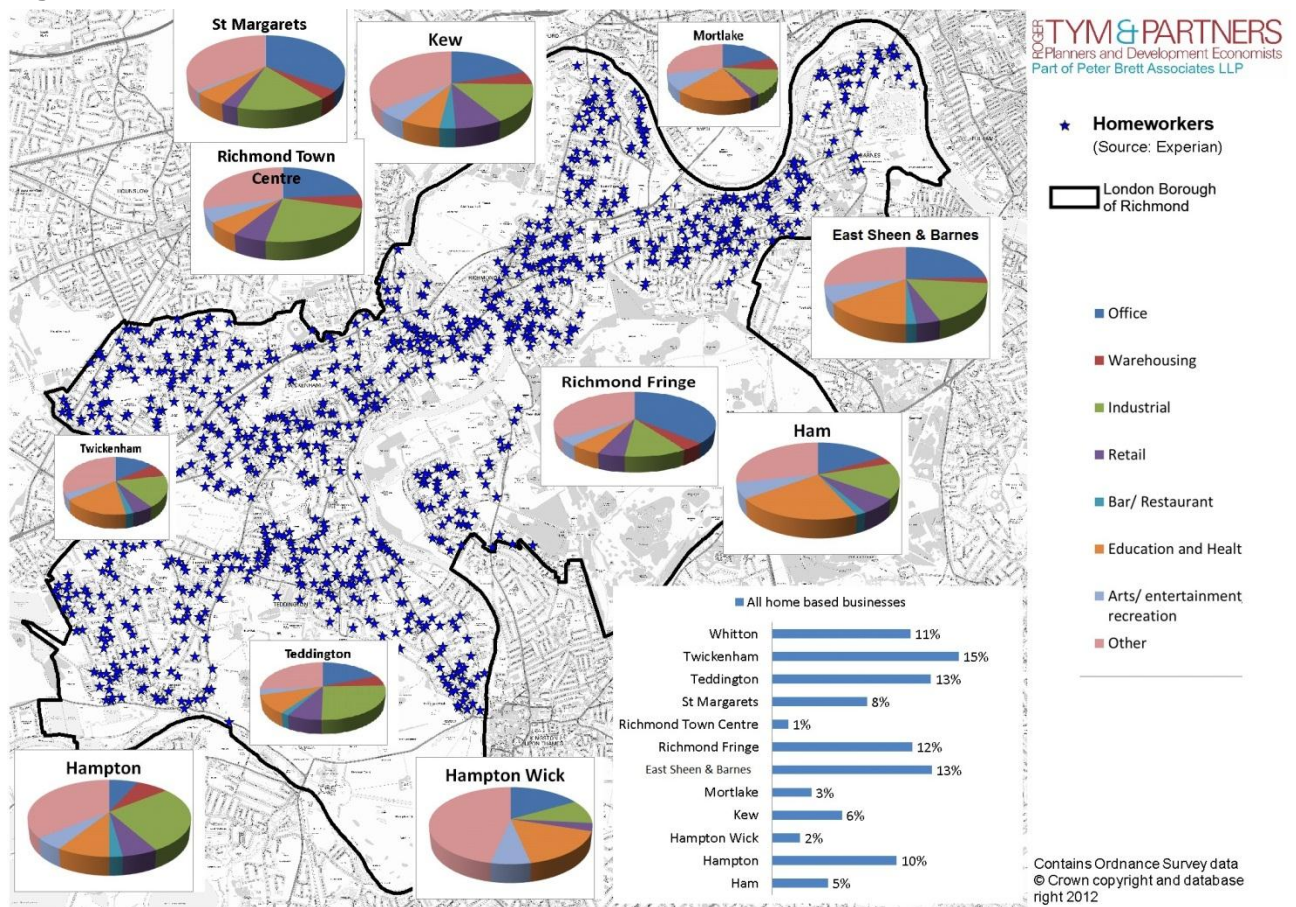 St Margarets
Kew
Mortlake
Richmond Town
Centre
East Sheen & Barnes
Richmond Fringe
Ham
Twickenham
Teddington
Hampton
Hampton Wick
HOUNSLOW
RICHMOND
BARNES
TEDDINGTON
All home based businesses
Whitton 11%
Twickenham 15%
Teddington 13%
St Margarets 8%
Richmond Town Centre 1%
Richmond Fringe 12%
East Sheen & Barnes 13%
Mortlake 3%
Kew 6%
Hampton Wick 2%
Hampton 10%
Ham 5%
ROGER TYM & PARTNERS
Planners and Development Economists
Part of Peter Brett Associates LLP
Homeworkers
(Source: Experian)
London Borough
of Richmond
Office
Warehousing
Industrial
Retail
Bar/ Restaurant
Education and Healt
Arts/ entertainment,
recreation
Other
Contains Ordnance Survey data
© Crown copyright and database
right 2012